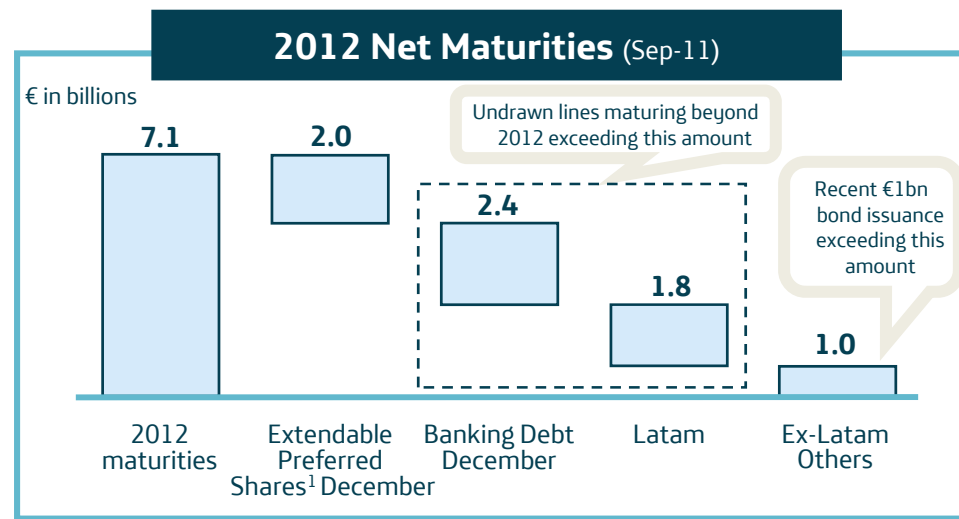 2012 Net Maturities (Sep-11)
€ in billions
Undrawn lines maturing beyond
2012 exceeding this amount
Recent €1bn
bond issuance
exceeding this
amount
7.1
2.0
2.4
1.8
1.0
2012
maturities
Extendable
Preferred
Shares¹ December
Banking Debt
December
Latam
Ex-Latam
Others